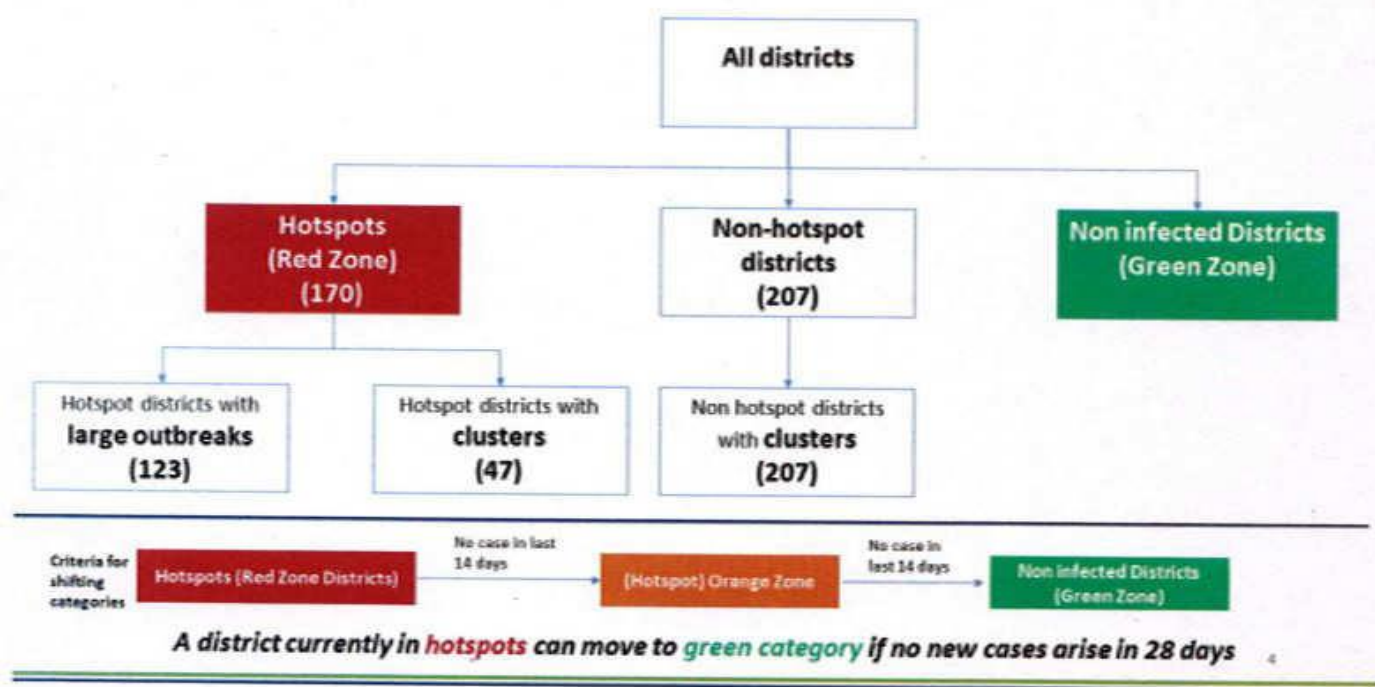 All districts
Hotspots
(Red Zone)
(170)
Non-hotspot
districts
(207)
Non infected Districts
(Green Zone)
Hotspot districts with
large outbreaks
(123)
Hotspot districts with
clusters
(47)
Non hotspot districts
with clusters
(207)
Criteria for
shifting
categories
Hotspots (Red Zone Districts)
No case in last
14 days
(Hotspot) Orange Zone
No case in
last 14 days
Non infected Districts
(Green Zone)
A district currently in hotspots can move to green category if no new cases arise in 28 days
4